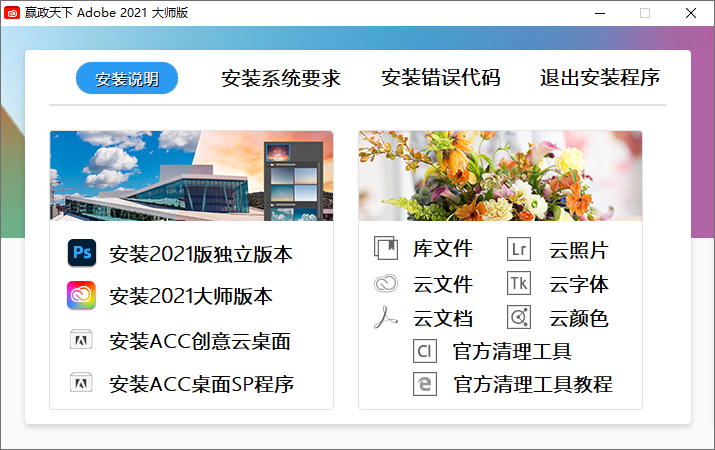 赢政天下 Adobe 2021 大师版
安装说明
安装系统要求
安装错误代码
退出安装程序
Ps
安装2021版独立版本
安装2021大师版本
安装ACC创意云桌面
安装ACC桌面SP程序
库文件
Lr
云照片
云文件
Tk
云字体
云文档
云颜色
CI
官方清理工具
官方清理工具教程